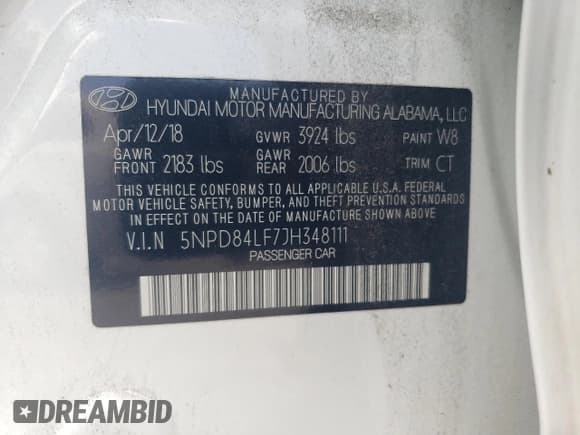 MANUFACTURED BY
HYUNDAI MOTOR MANUFACTURING ALABAMA, LLC
Apr/12/18 GVWR 3924 lbs PAINT W8
GAWR FRONT 2183 lbs GAWR REAR 2006 lbs TRIM CT
THIS VEHICLE CONFORMS TO ALL APPLICABLE U.S.A. FEDERAL
MOTOR VEHICLE SAFETY, BUMPER, AND THEFT PREVENTION STANDARDS
IN EFFECT ON THE DATE OF MANUFACTURE SHOWN ABOVE.
V.I.N 5NPD84LF7JH348111
PASSENGER CAR
DREAMBID